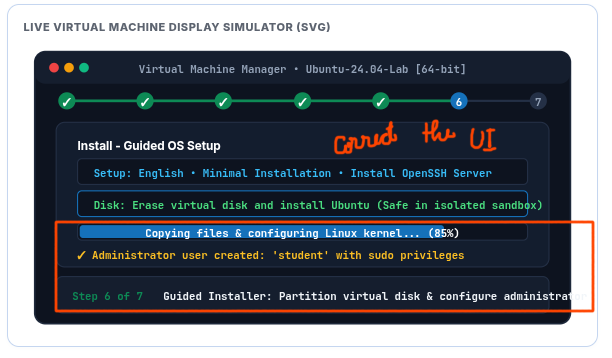 LIVE VIRTUAL MACHINE DISPLAY SIMULATOR (SVG)
Virtual Machine Manager • Ubuntu-24.04-Lab [64-bit]
✓ ✓ ✓ ✓ ✓ 6 7
Correct the UI
Install - Guided OS Setup
Setup: English • Minimal Installation • Install OpenSSH Server
Disk: Erase virtual disk and install Ubuntu (Safe in isolated sandbox)
Copying files & configuring Linux kernel... (85%)
✓ Administrator user created: 'student' with sudo privileges
Step 6 of 7 Guided Installer: Partition virtual disk & configure administrator